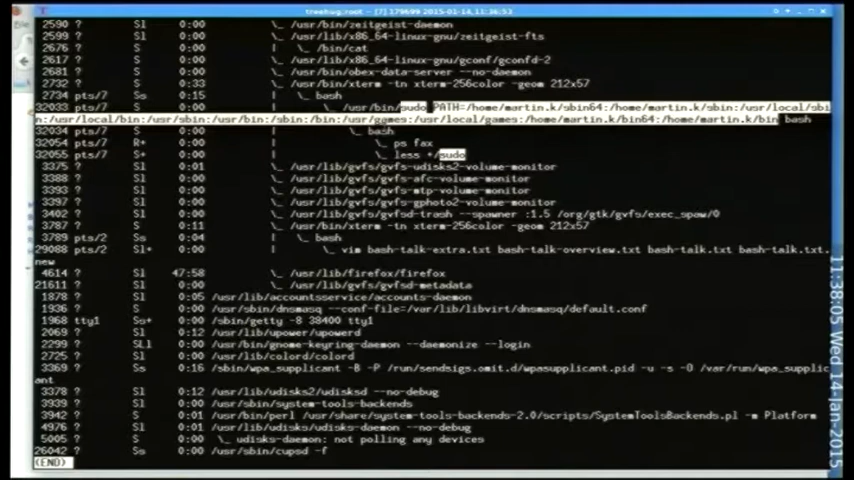 treehug:root - [7] 179699 2015-01-14,11:36:53
File
2590 ? Sl 0:00 \_ /usr/bin/zeitgeist-daemon
2599 ? Sl 0:00 \_ /usr/lib/x86_64-linux-gnu/zeitgeist-fts
2676 ? S 0:00 | \_ /bin/cat
2617 ? S 0:00 \_ /usr/lib/x86_64-linux-gnu/gconf/gconfd-2
2681 ? S 0:00 \_ /usr/bin/obex-data-server --no-daemon
2732 ? S 0:33 \_ /usr/bin/xterm -tn xterm-256color -geom 212x57
2734 pts/7 Ss 0:15 | \_ bash
32033 pts/7 S 0:00 | \_ /usr/bin/sudo PATH=/home/martin.k/sbin64:/home/martin.k/sbin:/usr/local/sbi
n:/usr/local/bin:/usr/sbin:/usr/bin:/sbin:/bin:/usr/games:/usr/local/games:/home/martin.k/bin64:/home/martin.k/bin bash
32034 pts/7 S 0:00 | \_ bash
32054 pts/7 R+ 0:00 | \_ ps fax
32055 pts/7 S+ 0:00 | \_ less +/sudo
3375 ? Sl 0:01 \_ /usr/lib/gvfs/gvfs-udisks2-volume-monitor
3388 ? Sl 0:00 \_ /usr/lib/gvfs/gvfs-afc-volume-monitor
3393 ? Sl 0:00 \_ /usr/lib/gvfs/gvfs-mtp-volume-monitor
3397 ? Sl 0:00 \_ /usr/lib/gvfs/gvfs-gphoto2-volume-monitor
3402 ? Sl 0:00 \_ /usr/lib/gvfs/gvfsd-trash --spawner :1.5 /org/gtk/gvfs/exec_spaw/0
3787 ? S 0:11 \_ /usr/bin/xterm -tn xterm-256color -geom 212x57
3789 pts/2 Ss 0:04 | \_ bash
29088 pts/2 Sl+ 0:00 | \_ vim bash-talk-extra.txt bash-talk-overview.txt bash-talk.txt bash-talk.txt.
new
4614 ? Sl 47:58 \_ /usr/lib/firefox/firefox
21611 ? Sl 0:00 \_ /usr/lib/gvfs/gvfsd-metadata
1878 ? Sl 0:05 /usr/lib/accountsservice/accounts-daemon
1936 ? S 0:00 /usr/sbin/dnsmasq --conf-file=/var/lib/libvirt/dnsmasq/default.conf
1968 tty1 Ss+ 0:00 /sbin/getty -8 38400 tty1
2069 ? Sl 0:12 /usr/lib/upower/upowerd
2299 ? SLl 0:00 /usr/bin/gnome-keyring-daemon --daemonize --login
2725 ? Sl 0:00 /usr/lib/colord/colord
3369 ? Ss 0:16 /sbin/wpa_supplicant -B -P /run/sendsigs.omit.d/wpasupplicant.pid -u -s -O /var/run/wpa_supplic
ant
3378 ? Sl 0:12 /usr/lib/udisks2/udisksd --no-debug
3939 ? Sl 0:00 /usr/sbin/system-tools-backends
3942 ? S 0:01 /usr/bin/perl /usr/share/system-tools-backends-2.0/scripts/SystemToolsBackends.pl -m Platform
4976 ? Sl 0:01 /usr/lib/udisks/udisks-daemon --no-debug
5005 ? S 0:00 \_ udisks-daemon: not polling any devices
26042 ? Ss 0:00 /usr/sbin/cupsd -f
(END)
11:38:05 Wed 14-Jan-2015